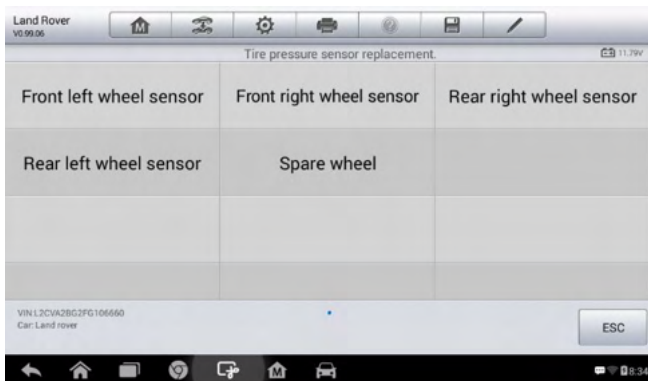 Land Rover
V0.99.06
Tire pressure sensor replacement.
11.79V
Front left wheel sensor
Front right wheel sensor
Rear right wheel sensor
Rear left wheel sensor
Spare wheel
VIN:L2CVA2BG2FG106660
Car: Land rover
ESC
8:34